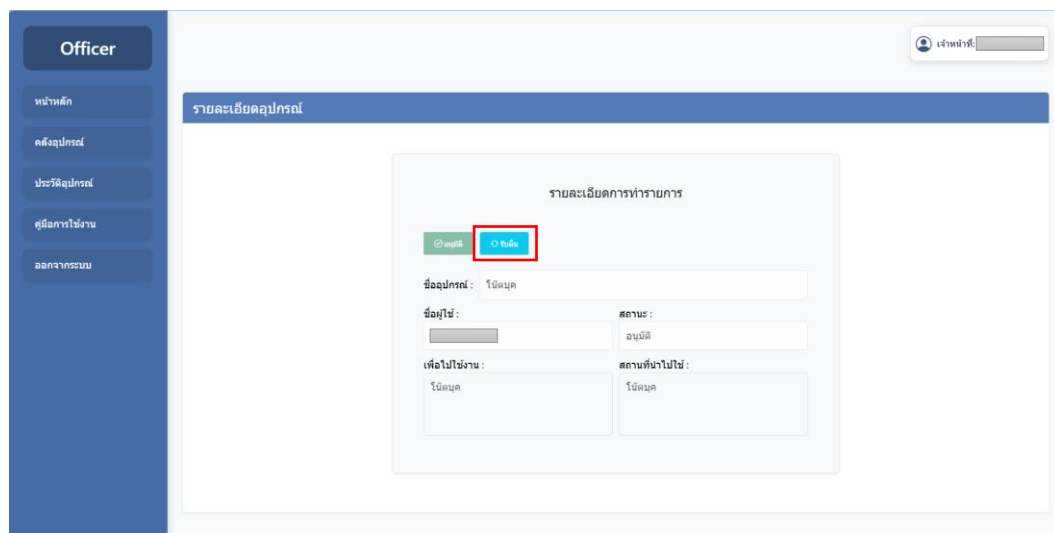 Officer
เจ้าหน้าที่:
หน้าหลัก
รายละเอียดอุปกรณ์
คลังอุปกรณ์
ประวัติอุปกรณ์
รายละเอียดการทำรายการ
คู่มือการใช้งาน
อนุมัติ รับคืน
ออกจากระบบ
ชื่ออุปกรณ์ : โน๊ตบุค
ชื่อผู้ใช้ : สถานะ :
อนุมัติ
เพื่อไปใช้งาน : สถานที่นำไปใช้ :
โน๊ตบุค โน๊ตบุค